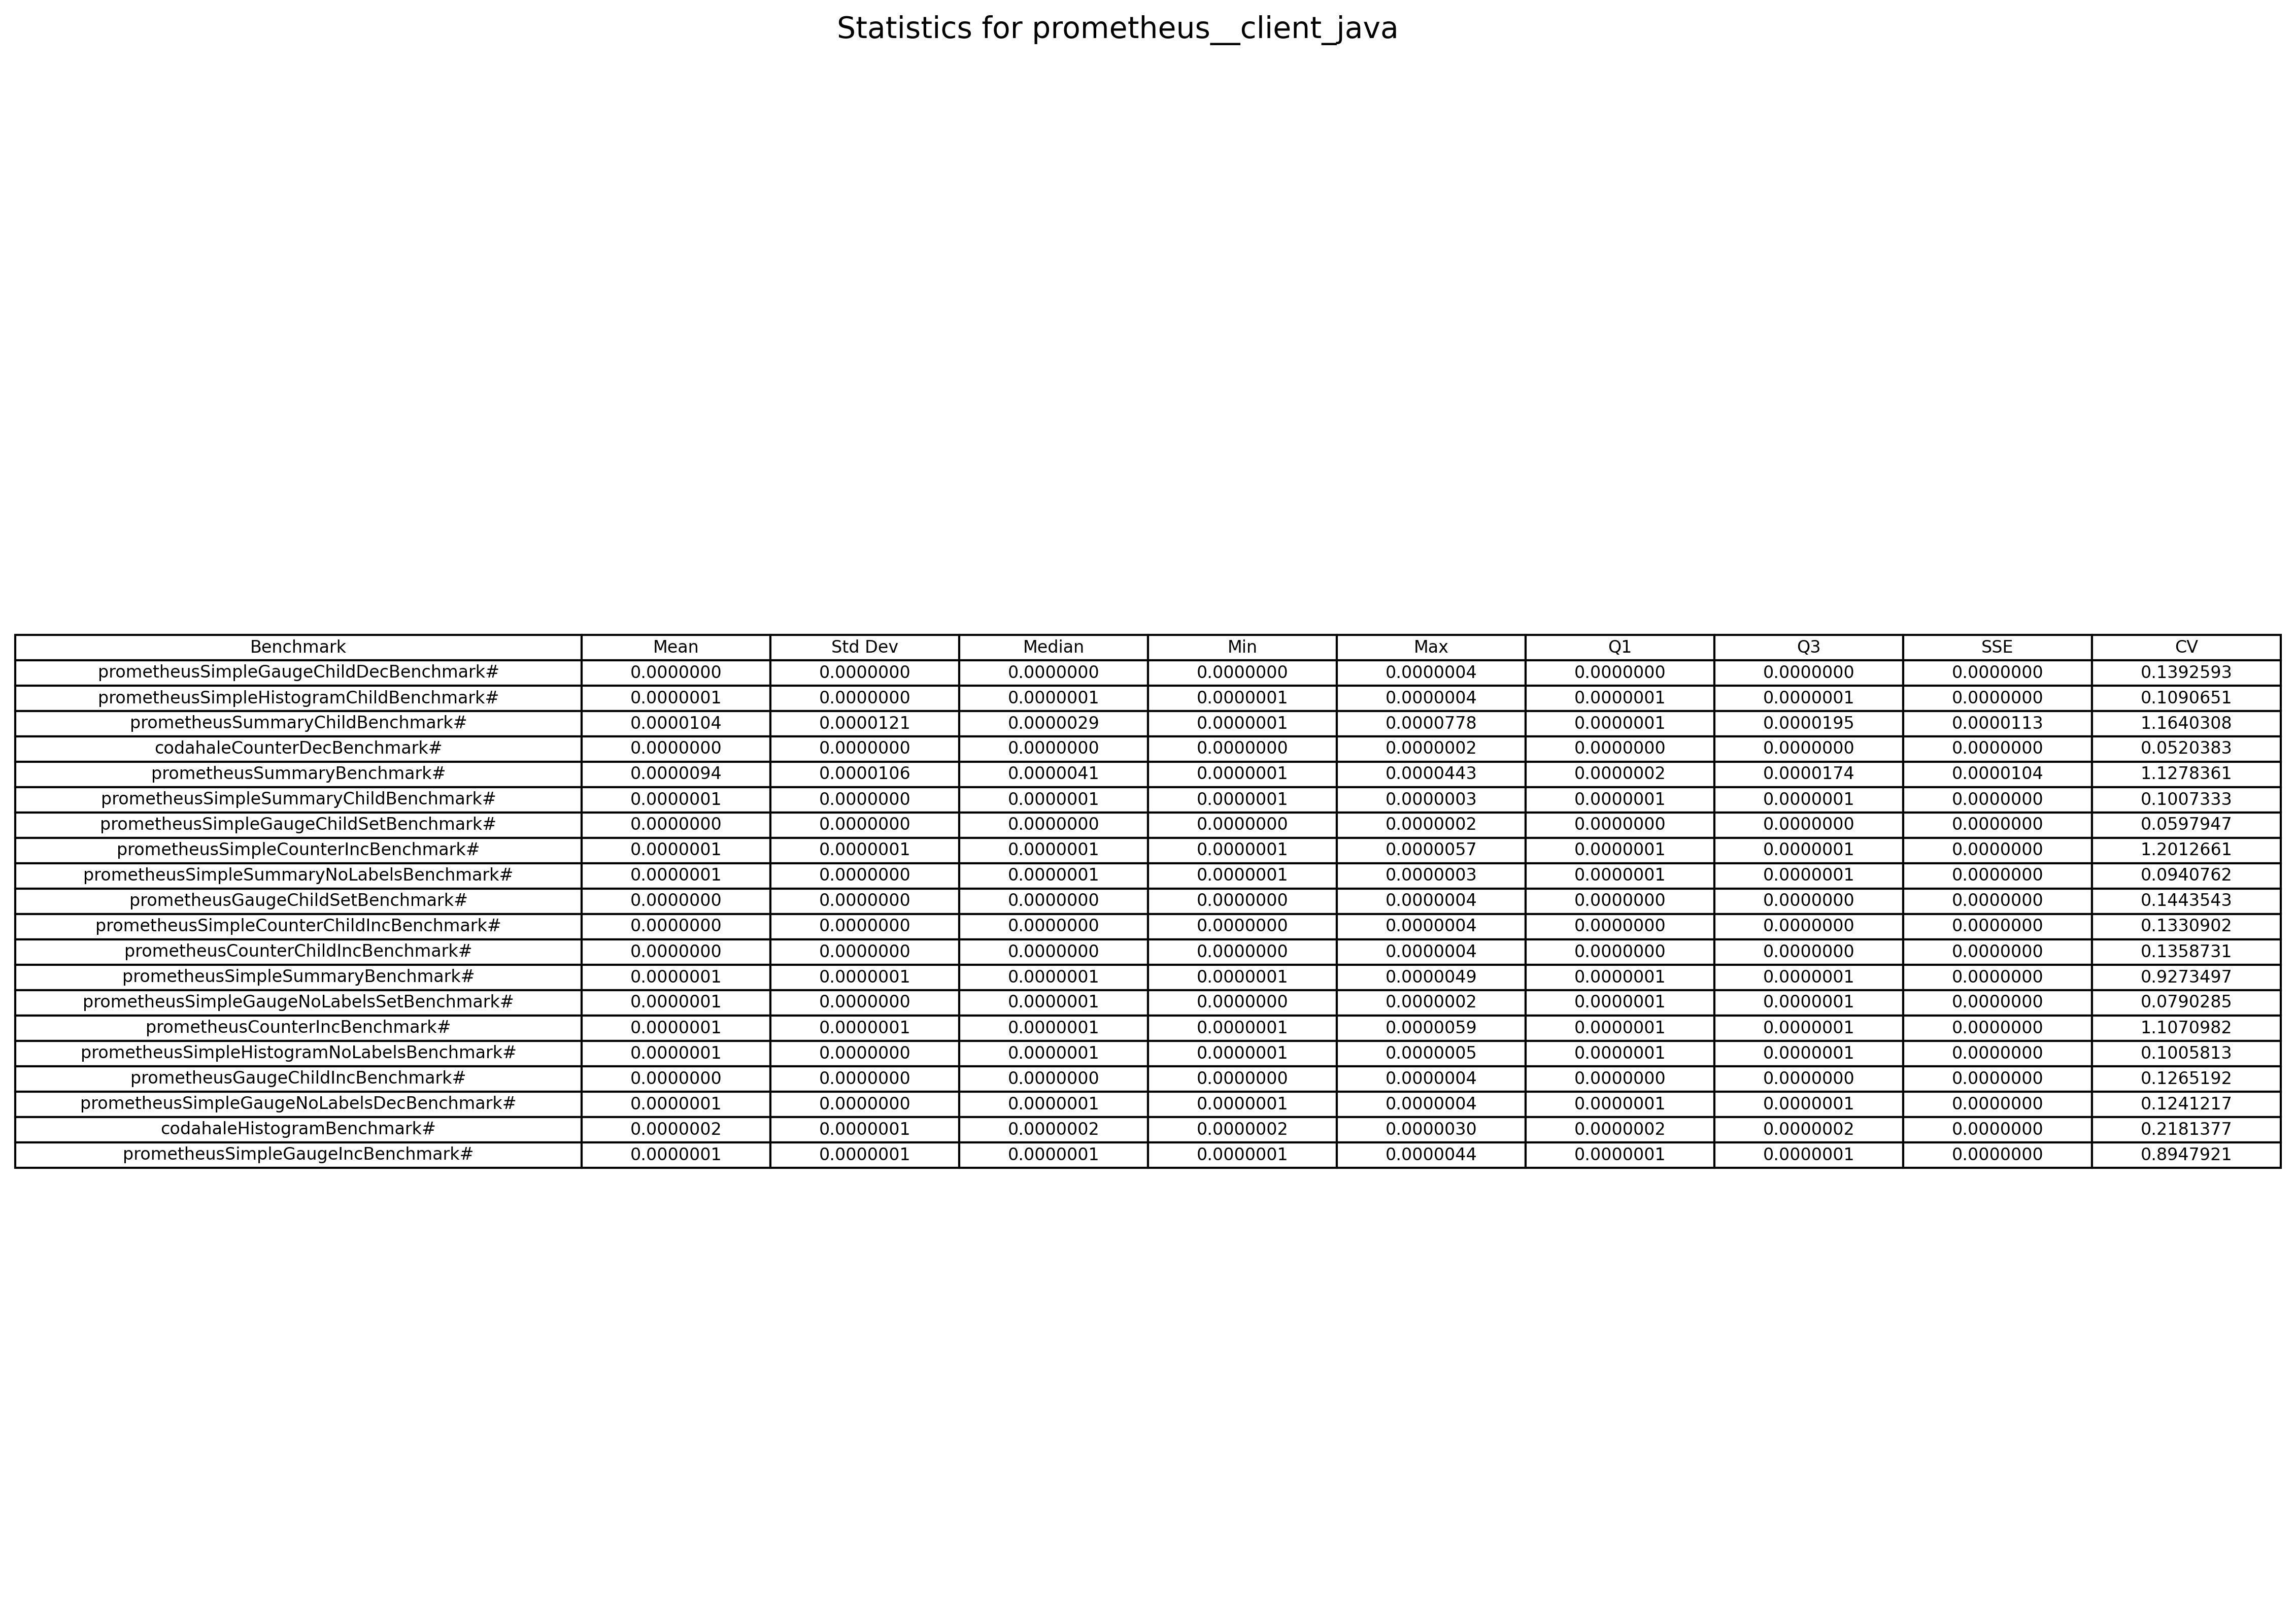 Statistics for prometheus__client_java
Benchmark Mean Std Dev Median Min Max Q1 Q3 SSE CV
prometheusSimpleGaugeChildDecBenchmark# 0.0000000 0.0000000 0.0000000 0.0000000 0.0000004 0.0000000 0.0000000 0.0000000 0.1392593
prometheusSimpleHistogramChildBenchmark# 0.0000001 0.0000000 0.0000001 0.0000001 0.0000004 0.0000001 0.0000001 0.0000000 0.1090651
prometheusSummaryChildBenchmark# 0.0000104 0.0000121 0.0000029 0.0000001 0.0000778 0.0000001 0.0000195 0.0000113 1.1640308
codahaleCounterDecBenchmark# 0.0000000 0.0000000 0.0000000 0.0000000 0.0000002 0.0000000 0.0000000 0.0000000 0.0520383
prometheusSummaryBenchmark# 0.0000094 0.0000106 0.0000041 0.0000001 0.0000443 0.0000002 0.0000174 0.0000104 1.1278361
prometheusSimpleSummaryChildBenchmark# 0.0000001 0.0000000 0.0000001 0.0000001 0.0000003 0.0000001 0.0000001 0.0000000 0.1007333
prometheusSimpleGaugeChildSetBenchmark# 0.0000000 0.0000000 0.0000000 0.0000000 0.0000002 0.0000000 0.0000000 0.0000000 0.0597947
prometheusSimpleCounterIncBenchmark# 0.0000001 0.0000001 0.0000001 0.0000001 0.0000057 0.0000001 0.0000001 0.0000000 1.2012661
prometheusSimpleSummaryNoLabelsBenchmark# 0.0000001 0.0000000 0.0000001 0.0000001 0.0000003 0.0000001 0.0000001 0.0000000 0.0940762
prometheusGaugeChildSetBenchmark# 0.0000000 0.0000000 0.0000000 0.0000000 0.0000004 0.0000000 0.0000000 0.0000000 0.1443543
prometheusSimpleCounterChildIncBenchmark# 0.0000000 0.0000000 0.0000000 0.0000000 0.0000004 0.0000000 0.0000000 0.0000000 0.1330902
prometheusCounterChildIncBenchmark# 0.0000000 0.0000000 0.0000000 0.0000000 0.0000004 0.0000000 0.0000000 0.0000000 0.1358731
prometheusSimpleSummaryBenchmark# 0.0000001 0.0000001 0.0000001 0.0000001 0.0000049 0.0000001 0.0000001 0.0000000 0.9273497
prometheusSimpleGaugeNoLabelsSetBenchmark# 0.0000001 0.0000000 0.0000001 0.0000000 0.0000002 0.0000001 0.0000001 0.0000000 0.0790285
prometheusCounterIncBenchmark# 0.0000001 0.0000001 0.0000001 0.0000001 0.0000059 0.0000001 0.0000001 0.0000000 1.1070982
prometheusSimpleHistogramNoLabelsBenchmark# 0.0000001 0.0000000 0.0000001 0.0000001 0.0000005 0.0000001 0.0000001 0.0000000 0.1005813
prometheusGaugeChildIncBenchmark# 0.0000000 0.0000000 0.0000000 0.0000000 0.0000004 0.0000000 0.0000000 0.0000000 0.1265192
prometheusSimpleGaugeNoLabelsDecBenchmark# 0.0000001 0.0000000 0.0000001 0.0000001 0.0000004 0.0000001 0.0000001 0.0000000 0.1241217
codahaleHistogramBenchmark# 0.0000002 0.0000001 0.0000002 0.0000002 0.0000030 0.0000002 0.0000002 0.0000000 0.2181377
prometheusSimpleGaugeIncBenchmark# 0.0000001 0.0000001 0.0000001 0.0000001 0.0000044 0.0000001 0.0000001 0.0000000 0.8947921